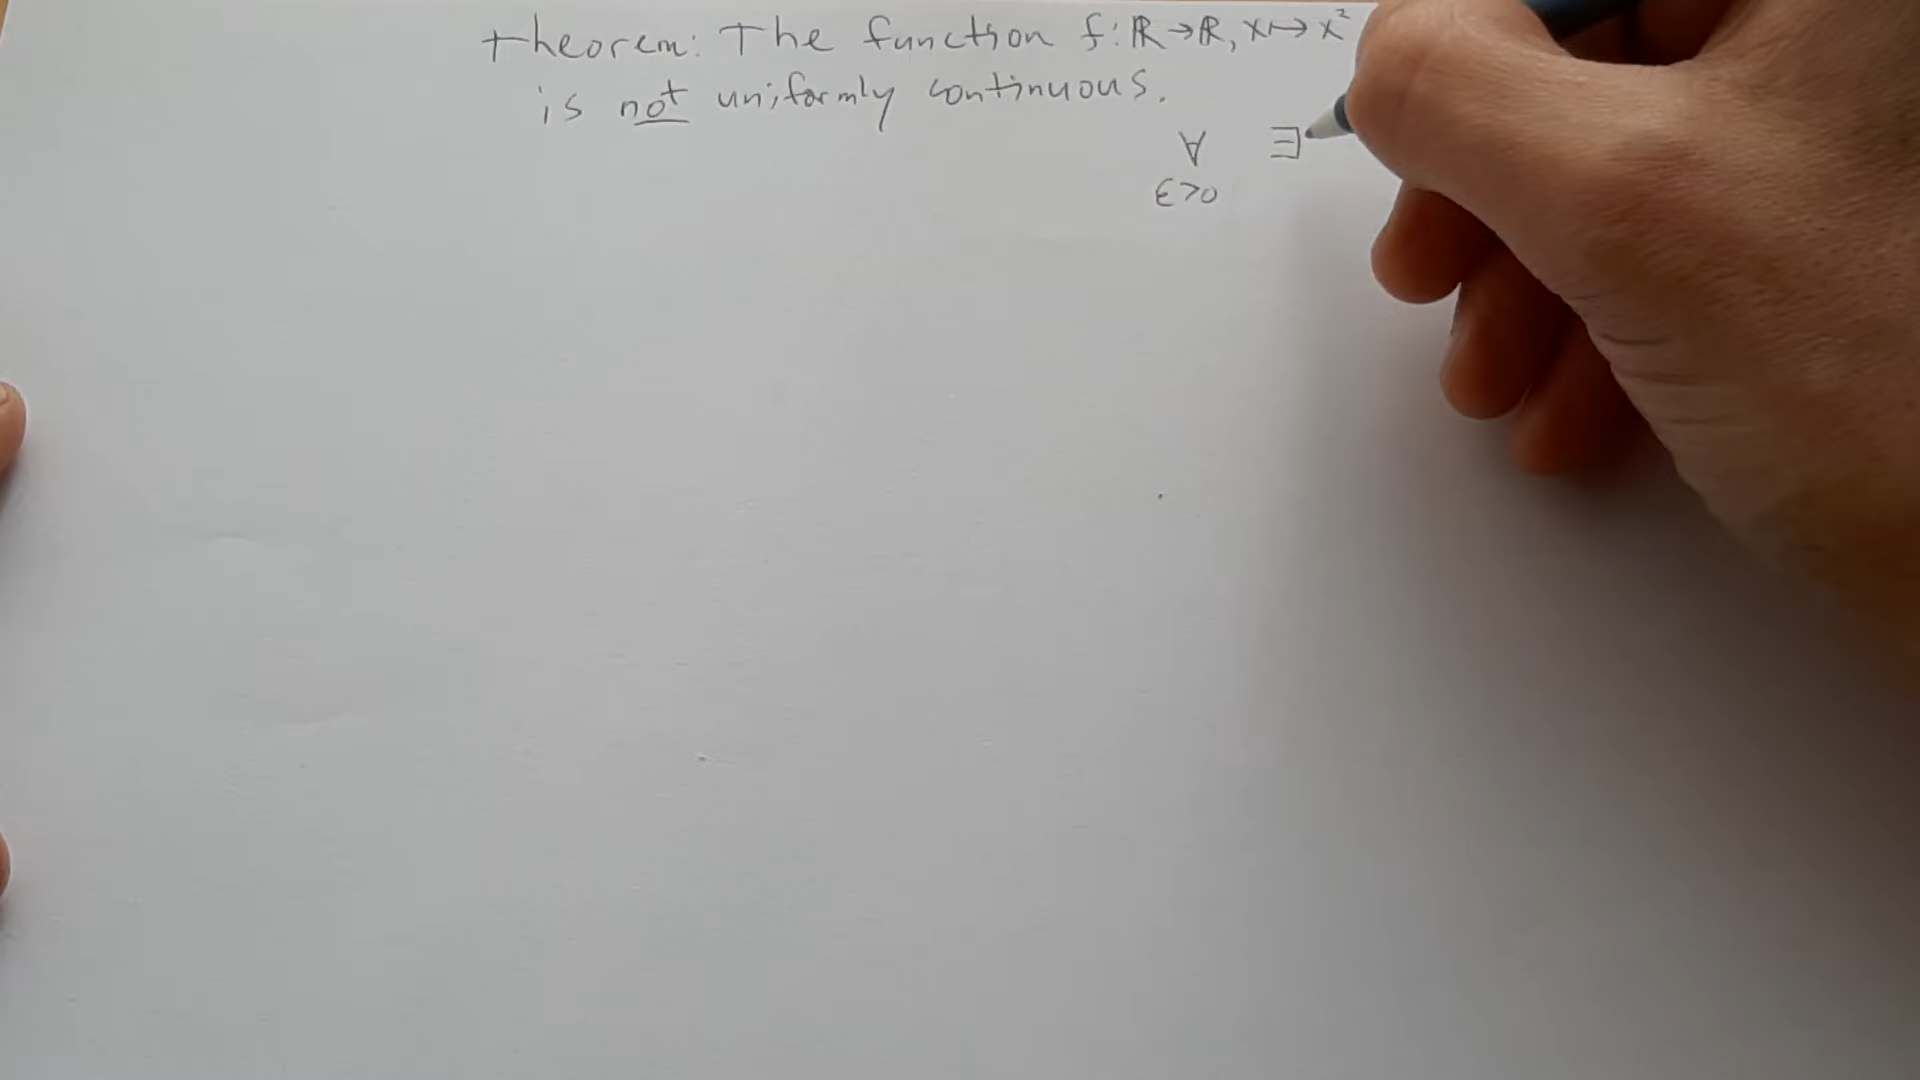 Theorem: The function f: ℝ→ℝ, x↦x²
is not uniformly continuous.
∀ ∃
ε>0